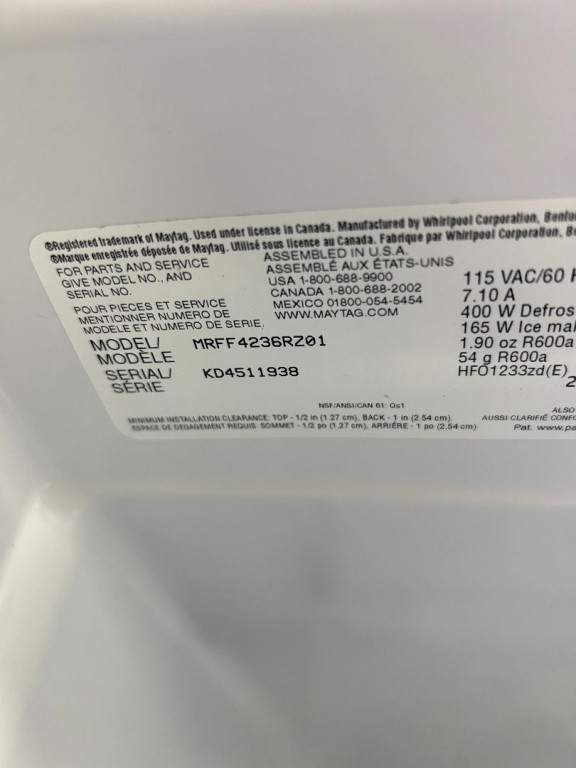 ®Registered trademark of Maytag. Used under license in Canada. Manufactured by Whirlpool Corporation,
®Marque enregistrée déposée de Maytag. Utilisé sous licence au Canada. Fabrique par Whirlpool Corporation,
FOR PARTS AND SERVICE
GIVE MODEL NO., AND
SERIAL NO.
POUR PIECES ET SERVICE
MENTIONNER NUMERO DE
MODELE ET NUMERO DE SERIE.
ASSEMBLED IN U.S.A.
ASSEMBLÉ AUX ÉTATS-UNIS
USA 1-800-688-9900
CANADA 1-800-688-2002
MEXICO 01800-054-5454
WWW.MAYTAG.COM
115 VAC/60
7.10 A
400 W Defros
165 W Ice
1.90 oz R600a
54 g R600a
HFO1233zd(E)
2
MODEL/ MRFF4236RZ01
MODÈLE
SERIAL/ KD4511938
SÉRIE
NSF/ANSI/CAN 61: Q≤1
MINIMUM INSTALLATION CLEARANCE: TOP - 1/2 in (1.27 cm), BACK - 1 in (2.54 cm)
ESPACE DE DEGAGEMENT REQUIS: SOMMET - 1/2 po (1.27 cm), ARRIÈRE - 1 po (2.54 cm)
ALSO
AUSSI CLARIFIÉ
Pat. www.pa